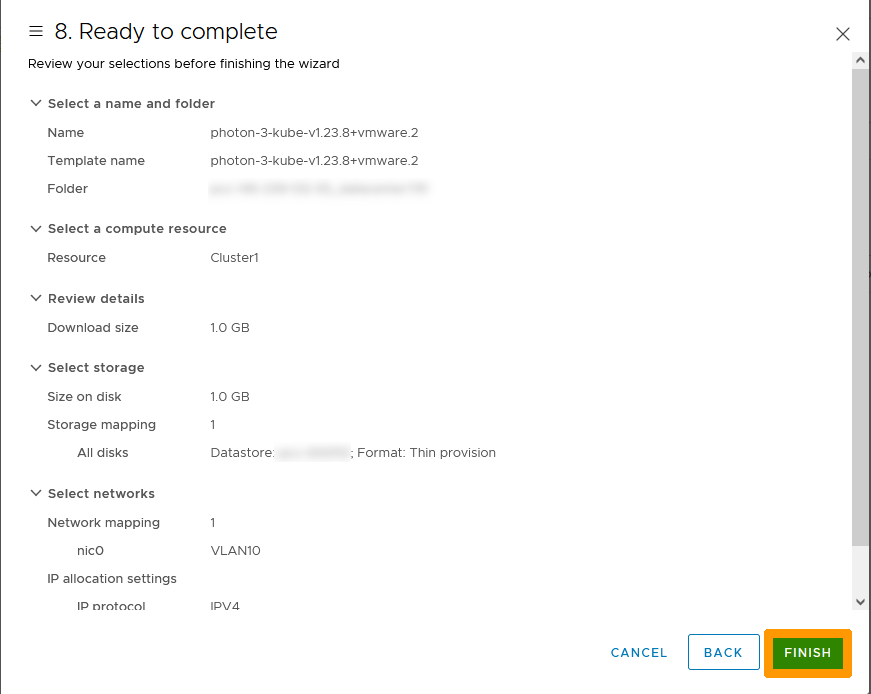 8. Ready to complete
Review your selections before finishing the wizard
Select a name and folder
Name photon-3-kube-v1.23.8+vmware.2
Template name photon-3-kube-v1.23.8+vmware.2
Folder
Select a compute resource
Resource Cluster1
Review details
Download size 1.0 GB
Select storage
Size on disk 1.0 GB
Storage mapping 1
All disks Datastore: ; Format: Thin provision
Select networks
Network mapping 1
nic0 VLAN10
IP allocation settings
IP protocol IPV4
CANCEL BACK FINISH